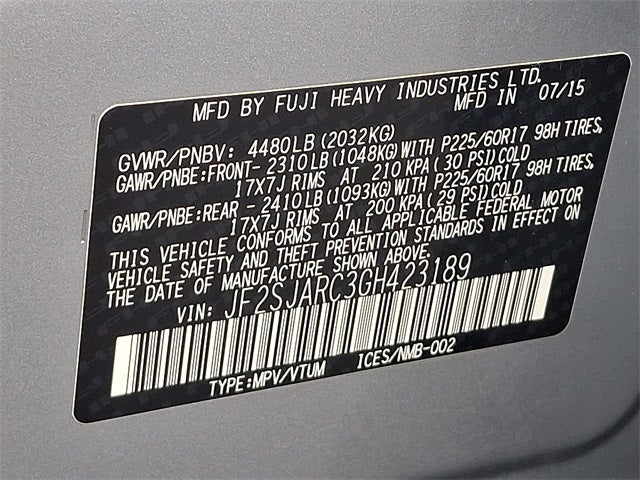 MFD BY FUJI HEAVY INDUSTRIES LTD.
MFD IN 07/15
GVWR/PNBV: 4480LB(2032KG)
GAWR/PNBE:FRONT-2310LB(1048KG)WITH P225/60R17 98H TIRES,
17X7J RIMS AT 210 KPA(30 PSI)COLD
GAWR/PNBE:REAR - 2410LB(1093KG)WITH P225/60R17 98H TIRES,
17X7J RIMS AT 200 KPA(29 PSI)COLD
THIS VEHICLE CONFORMS TO ALL APPLICABLE FEDERAL MOTOR
VEHICLE SAFETY AND THEFT PREVENTION STANDARDS IN EFFECT ON
THE DATE OF MANUFACTURE SHOWN ABOVE.
VIN: JF2SJARC3GH423189
TYPE:MPV/VTUM ICES/NMB-002